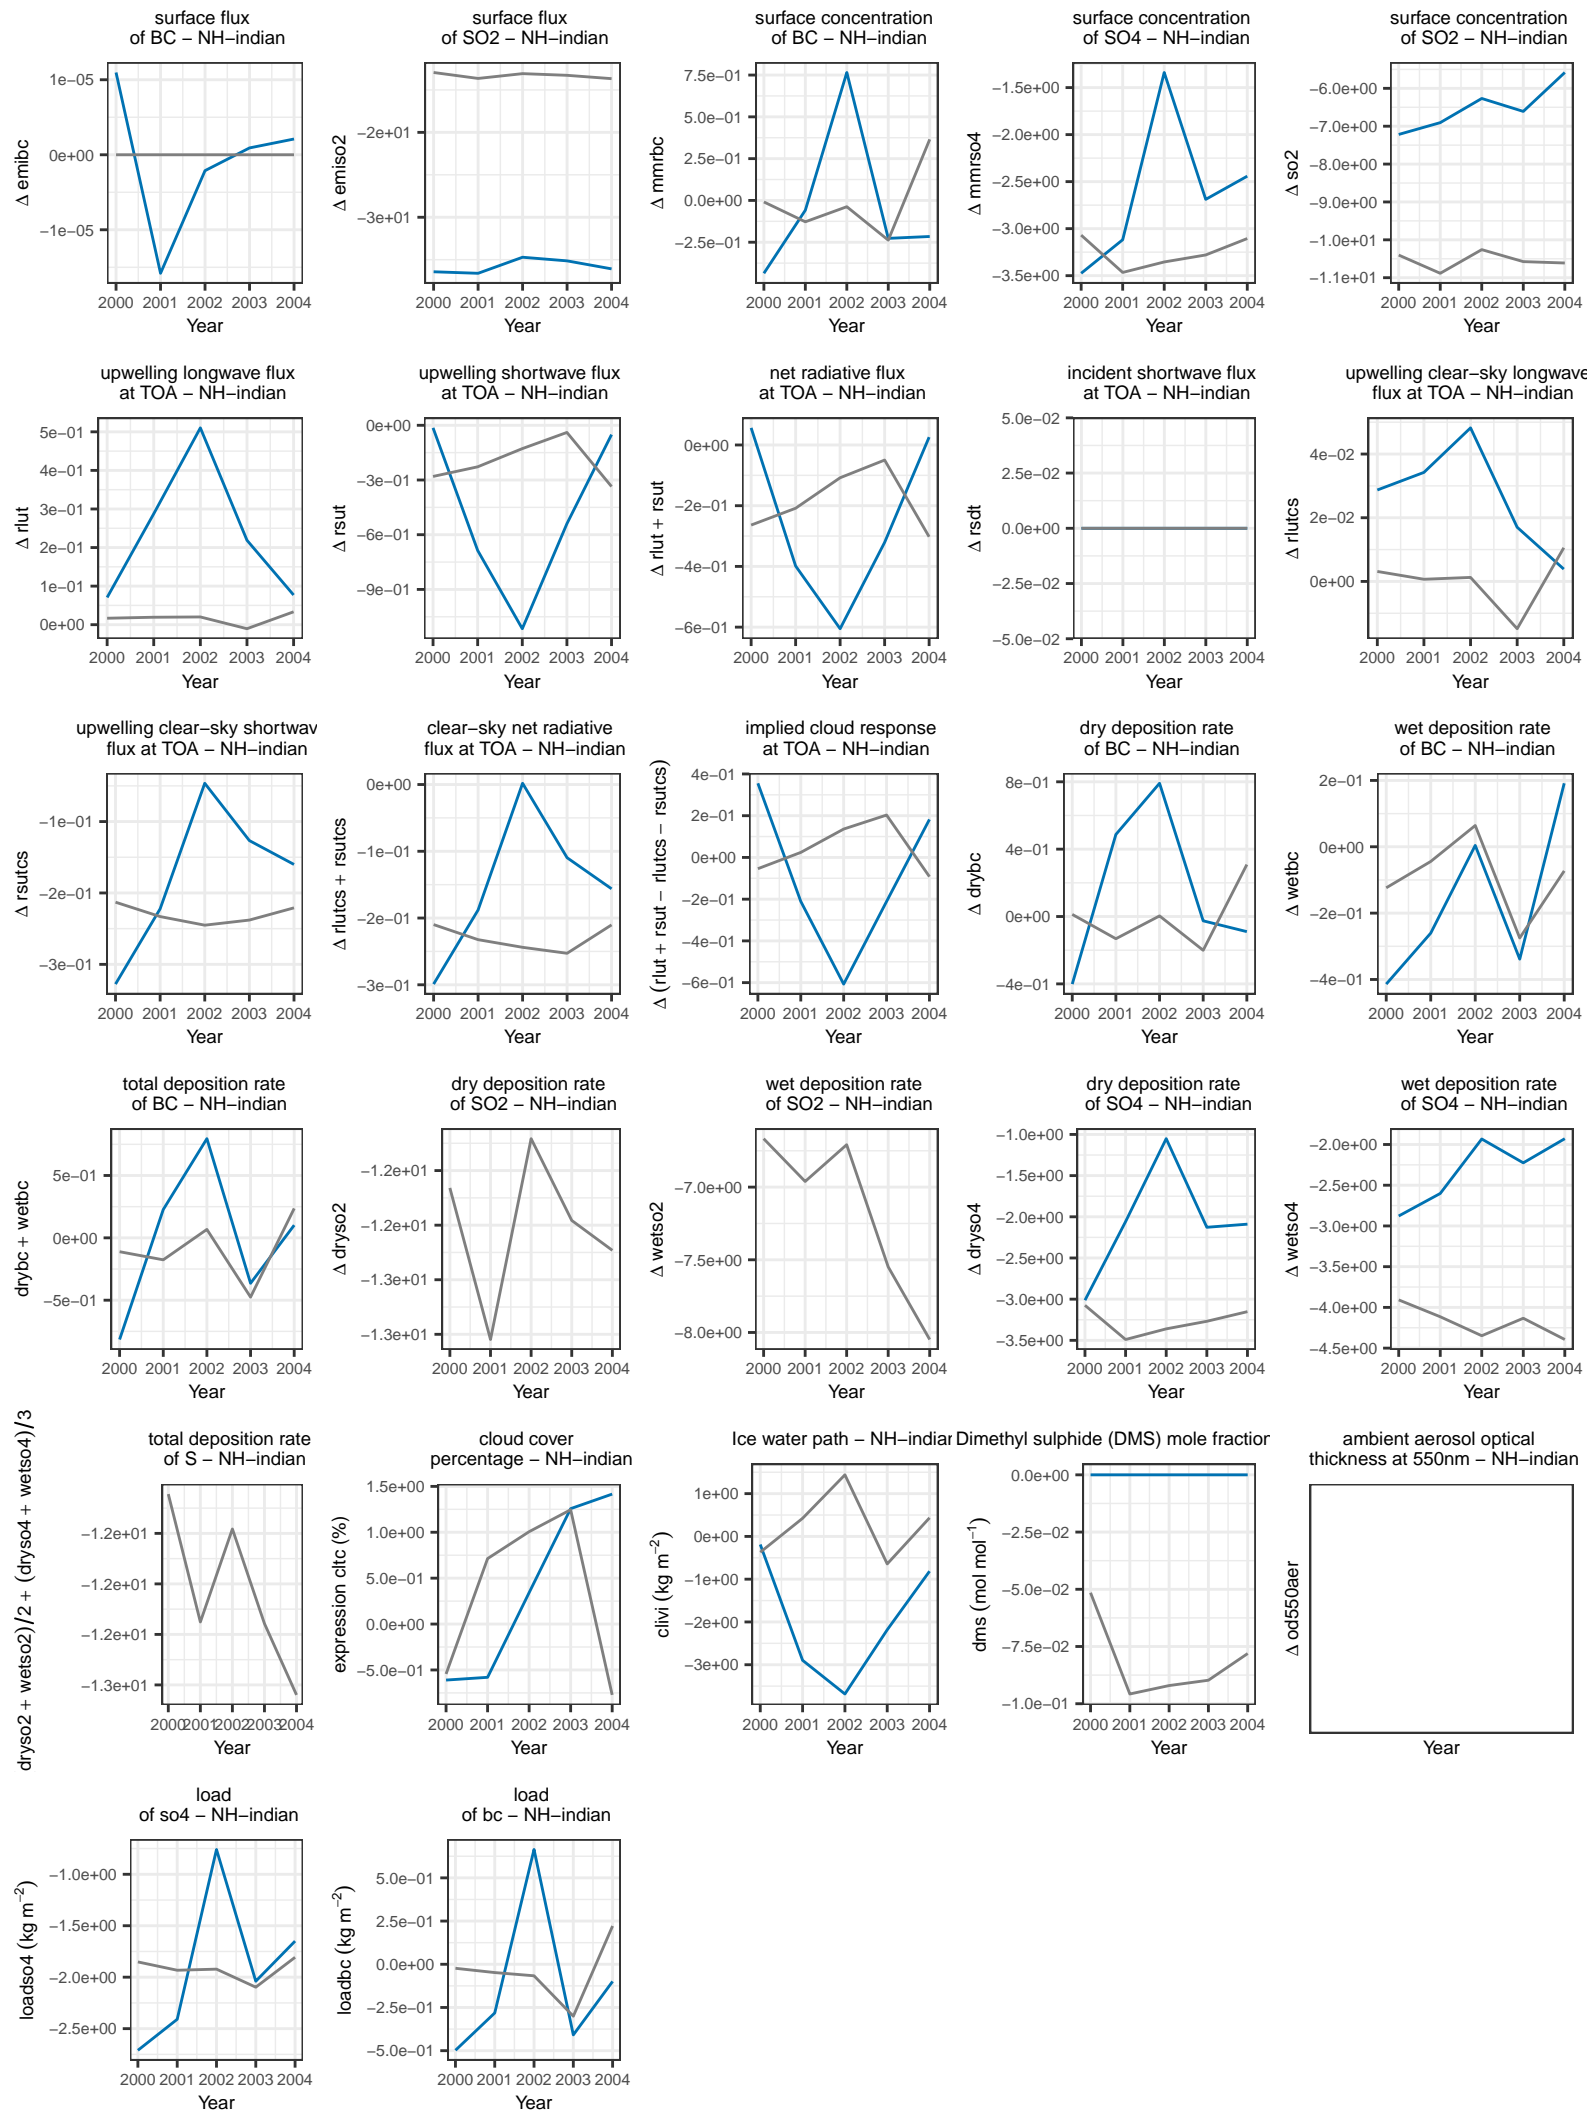 surface flux
of BC − NH−indian
Δ emibc
1e−05
0e+00
−1e−05
2000 2001 2002 2003 2004
Year
surface flux
of SO2 − NH−indian
Δ emiso2
−2e+01
−3e+01
2000 2001 2002 2003 2004
Year
surface concentration
of BC − NH−indian
Δ mmrbc
7.5e−01
5.0e−01
2.5e−01
0.0e+00
−2.5e−01
2000 2001 2002 2003 2004
Year
surface concentration
of SO4 − NH−indian
Δ mmrso4
−1.5e+00
−2.0e+00
−2.5e+00
−3.0e+00
−3.5e+00
2000 2001 2002 2003 2004
Year
surface concentration
of SO2 − NH−indian
Δ so2
−6.0e+00
−7.0e+00
−8.0e+00
−9.0e+00
−1.0e+01
−1.1e+01
2000 2001 2002 2003 2004
Year
upwelling longwave flux
at TOA − NH−indian
Δ rlut
5e−01
4e−01
3e−01
2e−01
1e−01
0e+00
2000 2001 2002 2003 2004
Year
upwelling shortwave flux
at TOA − NH−indian
Δ rsut
0e+00
−3e−01
−6e−01
−9e−01
2000 2001 2002 2003 2004
Year
net radiative flux
at TOA − NH−indian
Δ rlut + rsut
0e+00
−2e−01
−4e−01
−6e−01
2000 2001 2002 2003 2004
Year
incident shortwave flux
at TOA − NH−indian
Δ rsdt
5.0e−02
2.5e−02
0.0e+00
−2.5e−02
−5.0e−02
2000 2001 2002 2003 2004
Year
upwelling clear−sky longwave
flux at TOA − NH−indian
Δ rlutcs
4e−02
2e−02
0e+00
2000 2001 2002 2003 2004
Year
upwelling clear−sky shortwav
flux at TOA − NH−indian
Δ rsutcs
−1e−01
−2e−01
−3e−01
2000 2001 2002 2003 2004
Year
clear−sky net radiative
flux at TOA − NH−indian
Δ rlutcs + rsutcs
0e+00
−1e−01
−2e−01
−3e−01
2000 2001 2002 2003 2004
Year
implied cloud response
at TOA − NH−indian
Δ (rlut + rsut − rlutcs − rsutcs)
4e−01
2e−01
0e+00
−2e−01
−4e−01
−6e−01
2000 2001 2002 2003 2004
Year
dry deposition rate
of BC − NH−indian
Δ drybc
8e−01
4e−01
0e+00
−4e−01
2000 2001 2002 2003 2004
Year
wet deposition rate
of BC − NH−indian
Δ wetbc
2e−01
0e+00
−2e−01
−4e−01
2000 2001 2002 2003 2004
Year
total deposition rate
of BC − NH−indian
drybc + wetbc
5e−01
0e+00
−5e−01
2000 2001 2002 2003 2004
Year
dry deposition rate
of SO2 − NH−indian
Δ dryso2
−1.2e+01
−1.2e+01
−1.3e+01
−1.3e+01
2000 2001 2002 2003 2004
Year
wet deposition rate
of SO2 − NH−indian
Δ wetso2
−7.0e+00
−7.5e+00
−8.0e+00
2000 2001 2002 2003 2004
Year
dry deposition rate
of SO4 − NH−indian
Δ dryso4
−1.0e+00
−1.5e+00
−2.0e+00
−2.5e+00
−3.0e+00
−3.5e+00
2000 2001 2002 2003 2004
Year
wet deposition rate
of SO4 − NH−indian
Δ wetso4
−2.0e+00
−2.5e+00
−3.0e+00
−3.5e+00
−4.0e+00
−4.5e+00
2000 2001 2002 2003 2004
Year
total deposition rate
of S − NH−indian
dryso2 + wetso2)/2 + (dryso4 + wetso4)/3
−1.2e+01
−1.2e+01
−1.2e+01
−1.3e+01
2000 2001 2002 2003 2004
Year
cloud cover
percentage − NH−indian
expression cltc (%)
1.5e+00
1.0e+00
5.0e−01
0.0e+00
−5.0e−01
2000 2001 2002 2003 2004
Year
Ice water path − NH−indian
clivi (kg m−2)
1e+00
0e+00
−1e+00
−2e+00
−3e+00
2000 2001 2002 2003 2004
Year
Dimethyl sulphide (DMS) mole fraction
dms (mol mol−1)
0.0e+00
−2.5e−02
−5.0e−02
−7.5e−02
−1.0e−01
2000 2001 2002 2003 2004
Year
ambient aerosol optical
thickness at 550nm − NH−indian
Δ od550aer
Year
load
of so4 − NH−indian
loadso4 (kg m−2)
−1.0e+00
−1.5e+00
−2.0e+00
−2.5e+00
2000 2001 2002 2003 2004
Year
load
of bc − NH−indian
loadbc (kg m−2)
5.0e−01
2.5e−01
0.0e+00
−2.5e−01
−5.0e−01
2000 2001 2002 2003 2004
Year